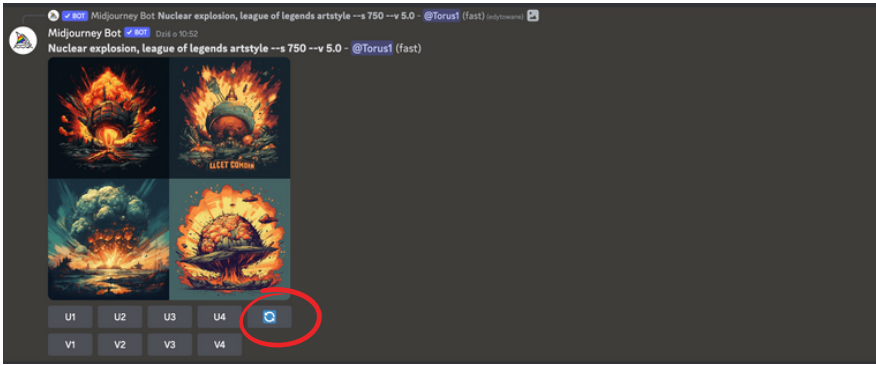 ✓ BOT Midjourney Bot Nuclear explosion, league of legends artstyle --s 750 --v 5.0 - @Torus1 (fast) (edytowane)
Midjourney Bot ✓ BOT Dziś o 10:52
Nuclear explosion, league of legends artstyle --s 750 --v 5.0 - @Torus1 (fast)
U1 U2 U3 U4
V1 V2 V3 V4